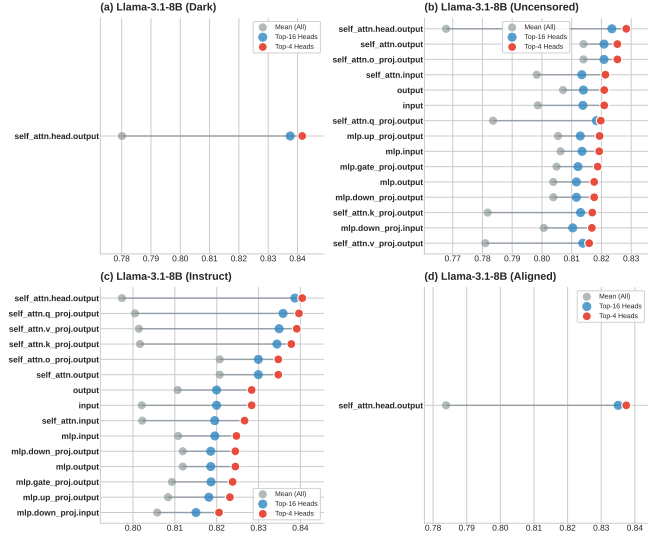 (a) Llama-3.1-8B (Dark)
Mean (All)
Top-16 Heads
Top-4 Heads
self_attn.head.output
0.78 0.79 0.80 0.81 0.82 0.83 0.84
(b) Llama-3.1-8B (Uncensored)
Mean (All)
Top-16 Heads
Top-4 Heads
self_attn.head.output
self_attn.output
self_attn.o_proj.output
self_attn.input
output
input
self_attn.q_proj.output
mlp.up_proj.output
mlp.input
mlp.gate_proj.output
mlp.output
mlp.down_proj.output
self_attn.k_proj.output
mlp.down_proj.input
self_attn.v_proj.output
0.77 0.78 0.79 0.80 0.81 0.82 0.83
(c) Llama-3.1-8B (Instruct)
self_attn.head.output
self_attn.q_proj.output
self_attn.v_proj.output
self_attn.k_proj.output
self_attn.o_proj.output
self_attn.output
output
input
self_attn.input
mlp.input
mlp.down_proj.output
mlp.output
mlp.gate_proj.output
mlp.up_proj.output
mlp.down_proj.input
Mean (All)
Top-16 Heads
Top-4 Heads
0.80 0.81 0.82 0.83 0.84
(d) Llama-3.1-8B (Aligned)
Mean (All)
Top-16 Heads
Top-4 Heads
self_attn.head.output
0.78 0.79 0.80 0.81 0.82 0.83 0.84